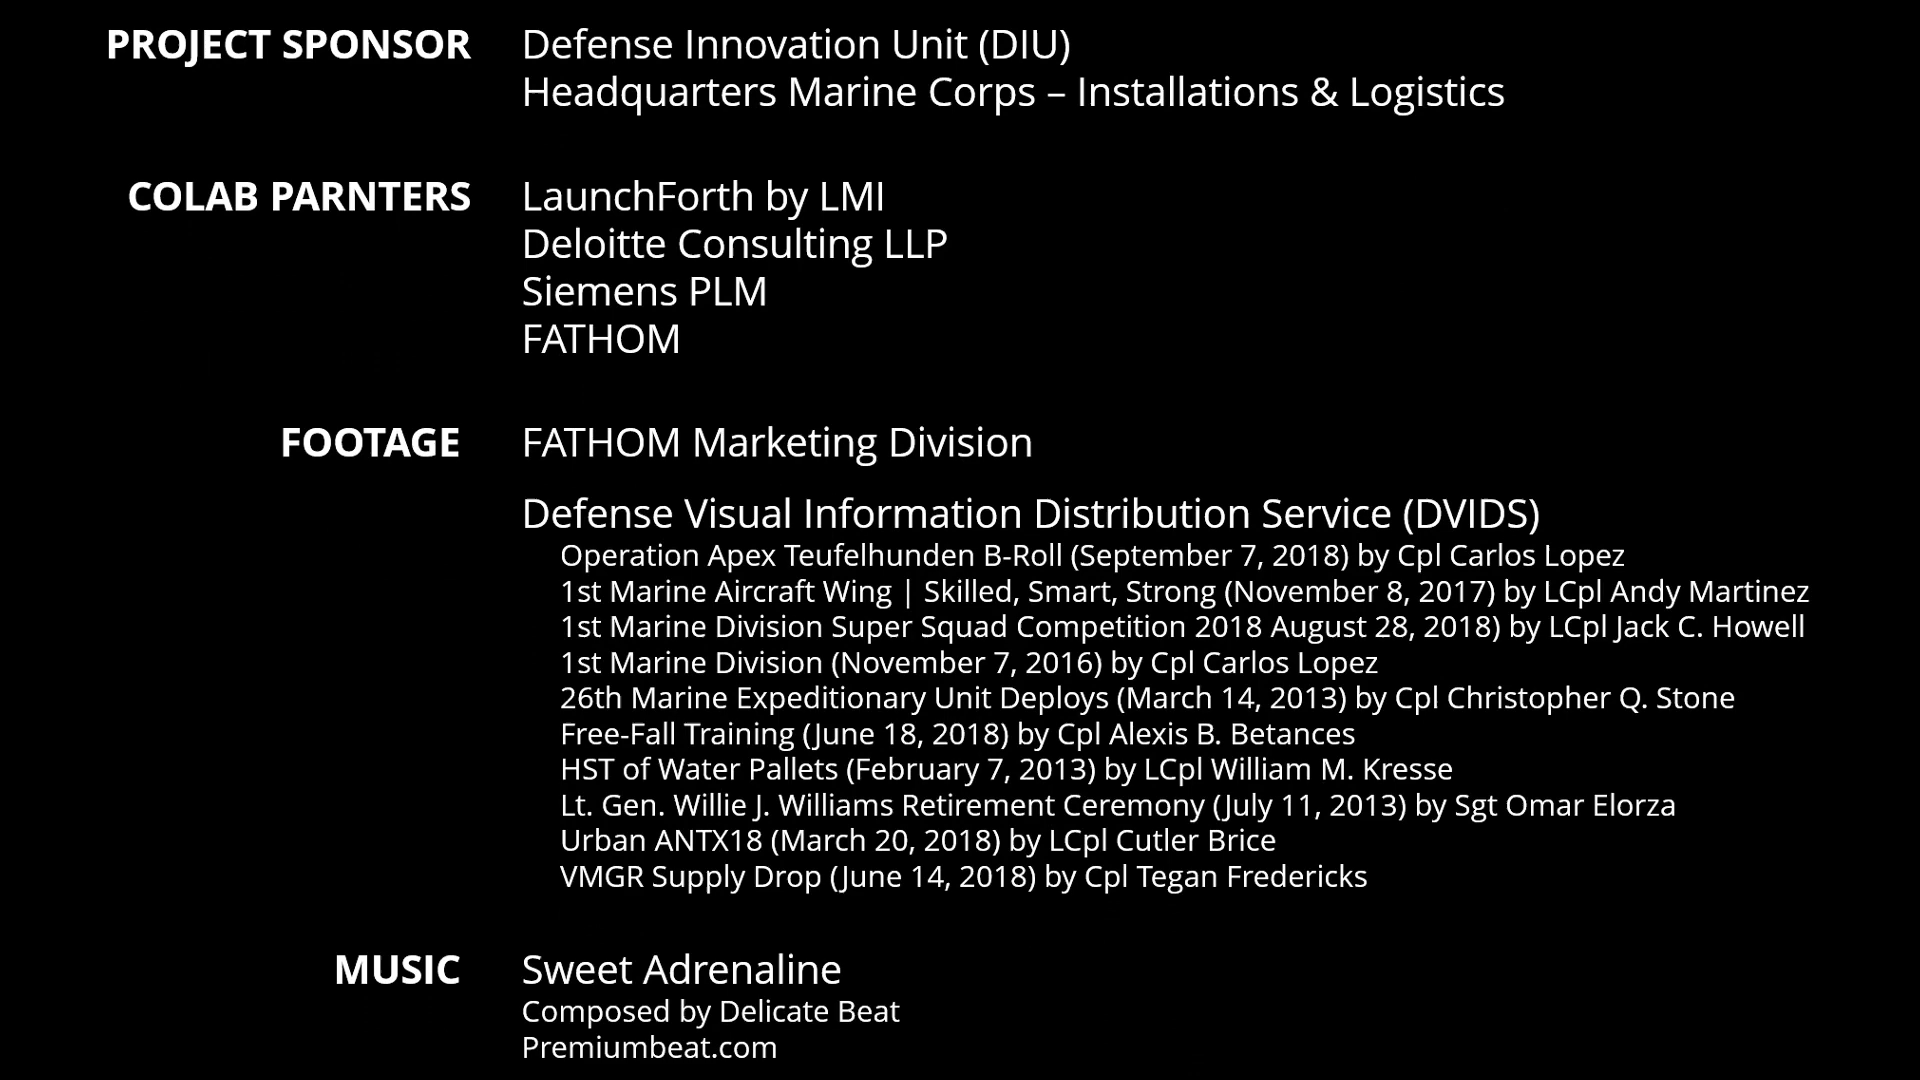 PROJECT SPONSOR Defense Innovation Unit (DIU)
Headquarters Marine Corps – Installations & Logistics
COLAB PARNTERS LaunchForth by LMI
Deloitte Consulting LLP
Siemens PLM
FATHOM
FOOTAGE FATHOM Marketing Division
Defense Visual Information Distribution Service (DVIDS)
Operation Apex Teufelhunden B-Roll (September 7, 2018) by Cpl Carlos Lopez
1st Marine Aircraft Wing | Skilled, Smart, Strong (November 8, 2017) by LCpl Andy Martinez
1st Marine Division Super Squad Competition 2018 August 28, 2018) by LCpl Jack C. Howell
1st Marine Division (November 7, 2016) by Cpl Carlos Lopez
26th Marine Expeditionary Unit Deploys (March 14, 2013) by Cpl Christopher Q. Stone
Free-Fall Training (June 18, 2018) by Cpl Alexis B. Betances
HST of Water Pallets (February 7, 2013) by LCpl William M. Kresse
Lt. Gen. Willie J. Williams Retirement Ceremony (July 11, 2013) by Sgt Omar Elorza
Urban ANTX18 (March 20, 2018) by LCpl Cutler Brice
VMGR Supply Drop (June 14, 2018) by Cpl Tegan Fredericks
MUSIC Sweet Adrenaline
Composed by Delicate Beat
Premiumbeat.com